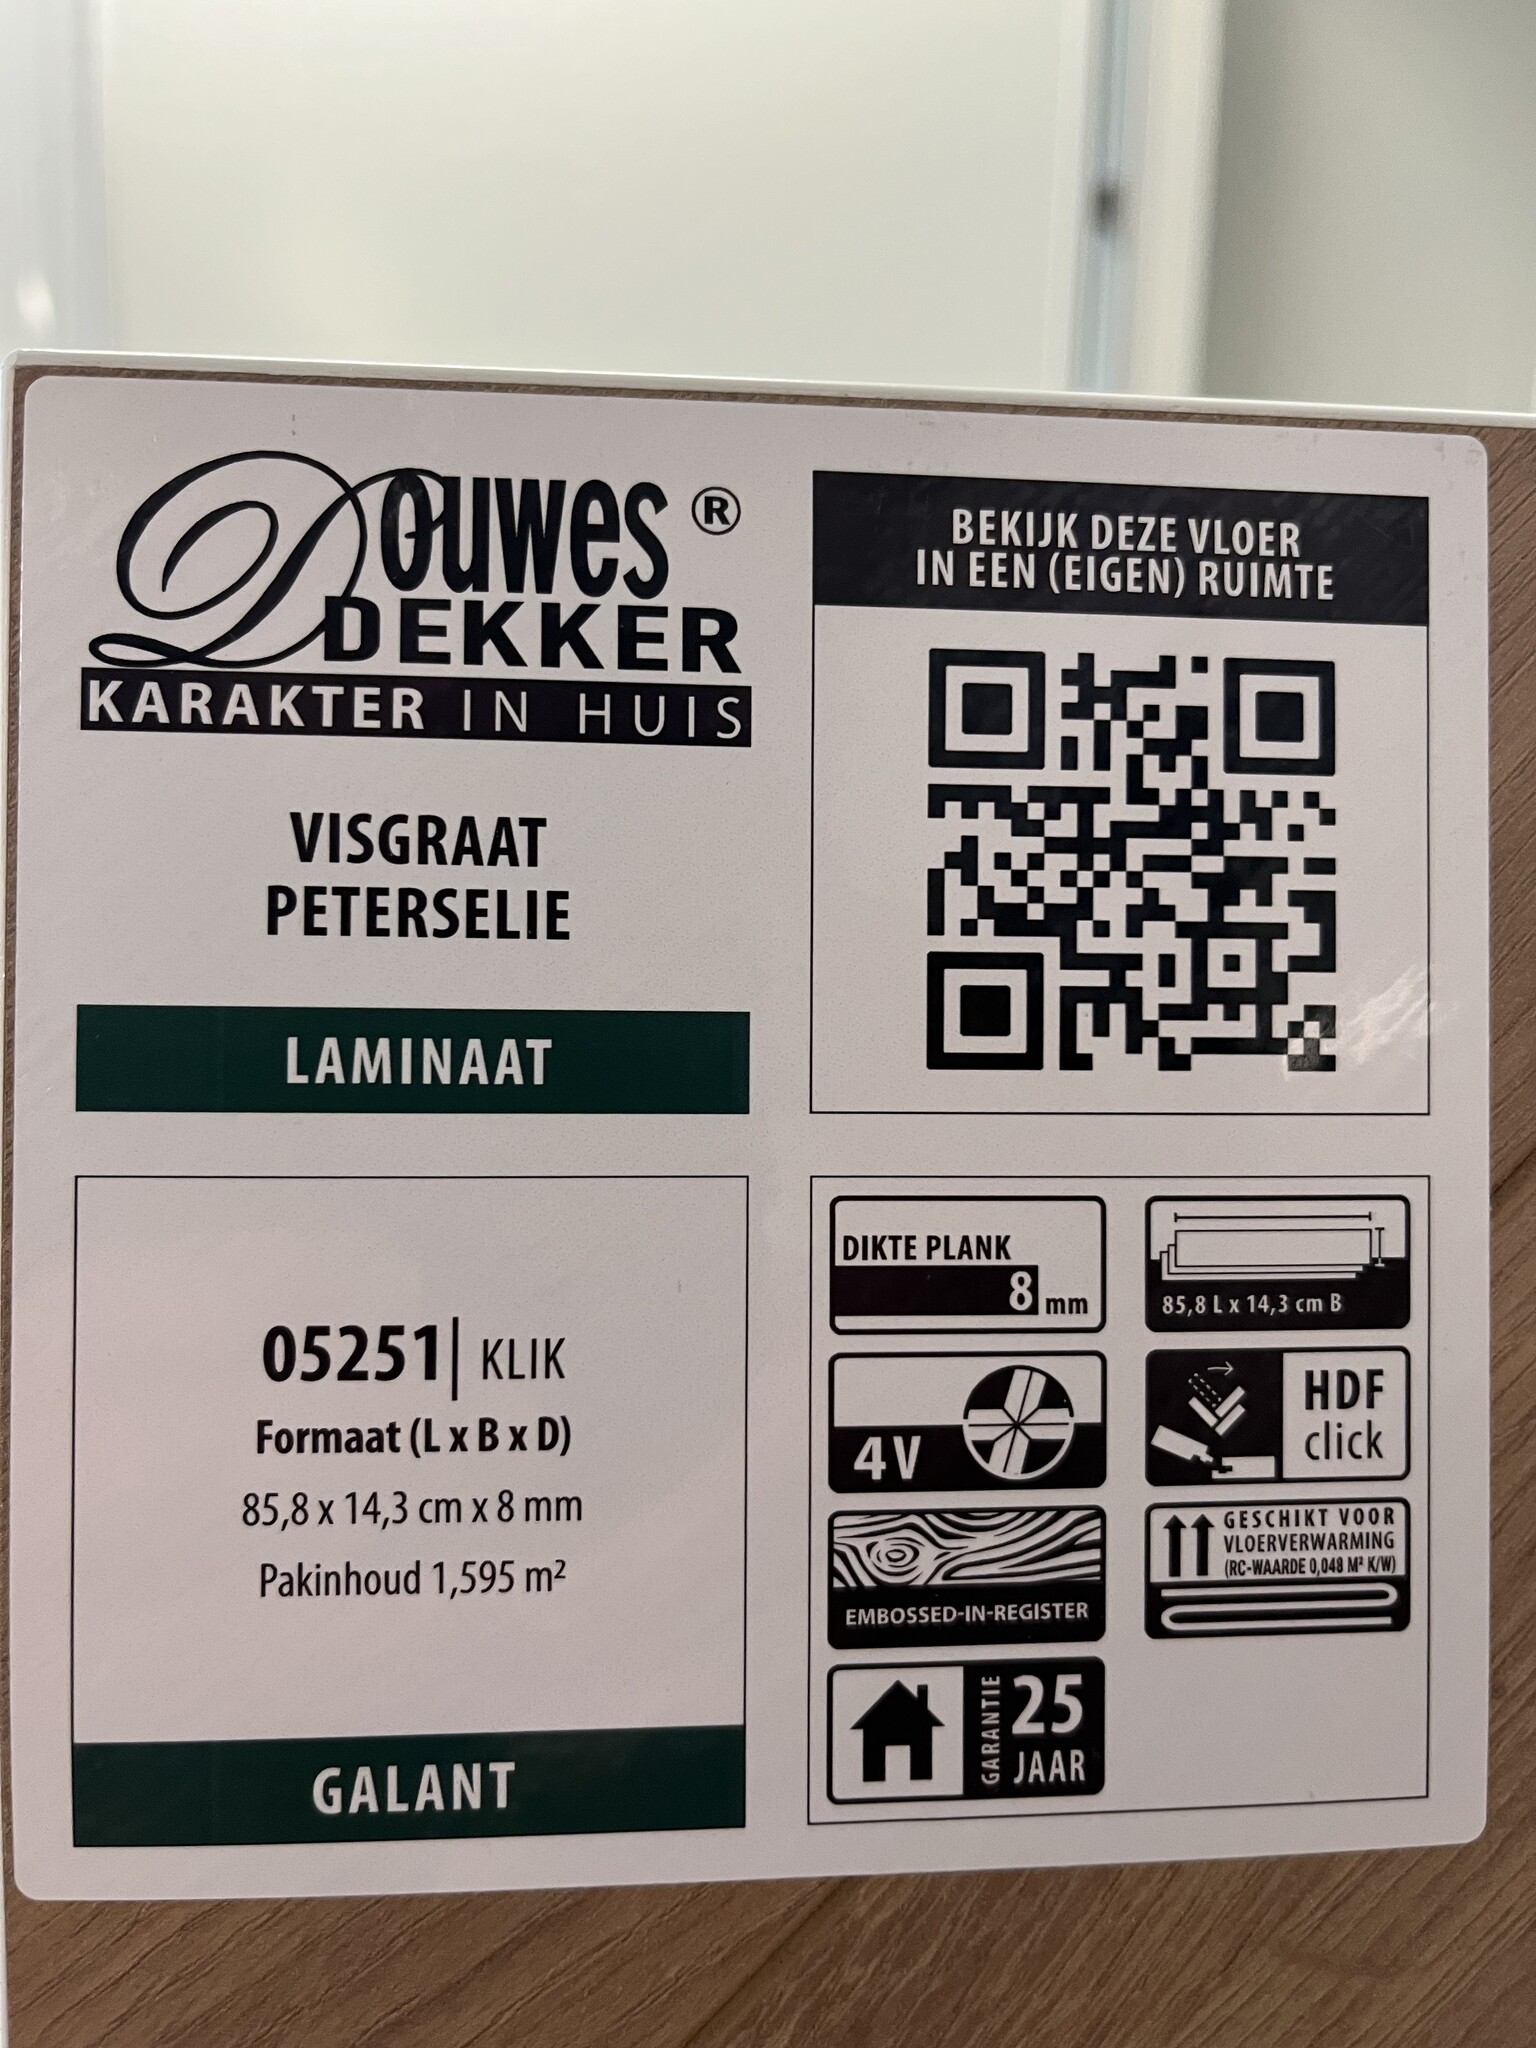 Douwes ®
DEKKER
KARAKTER IN HUIS
VISGRAAT
PETERSELIE
LAMINAAT
05251| KLIK
Formaat (L x B x D)
85,8 x 14,3 cm x 8 mm
Pakinhoud 1,595 m²
GALANT
BEKIJK DEZE VLOER
IN EEN (EIGEN) RUIMTE
DIKTE PLANK
8 mm
85,8 L x 14,3 cm B
4V
HDF
click
EMBOSSED-IN-REGISTER
GESCHIKT VOOR
VLOERVERWARMING
(RC-WAARDE 0,048 M² K/W)
GARANTIE
25
JAAR